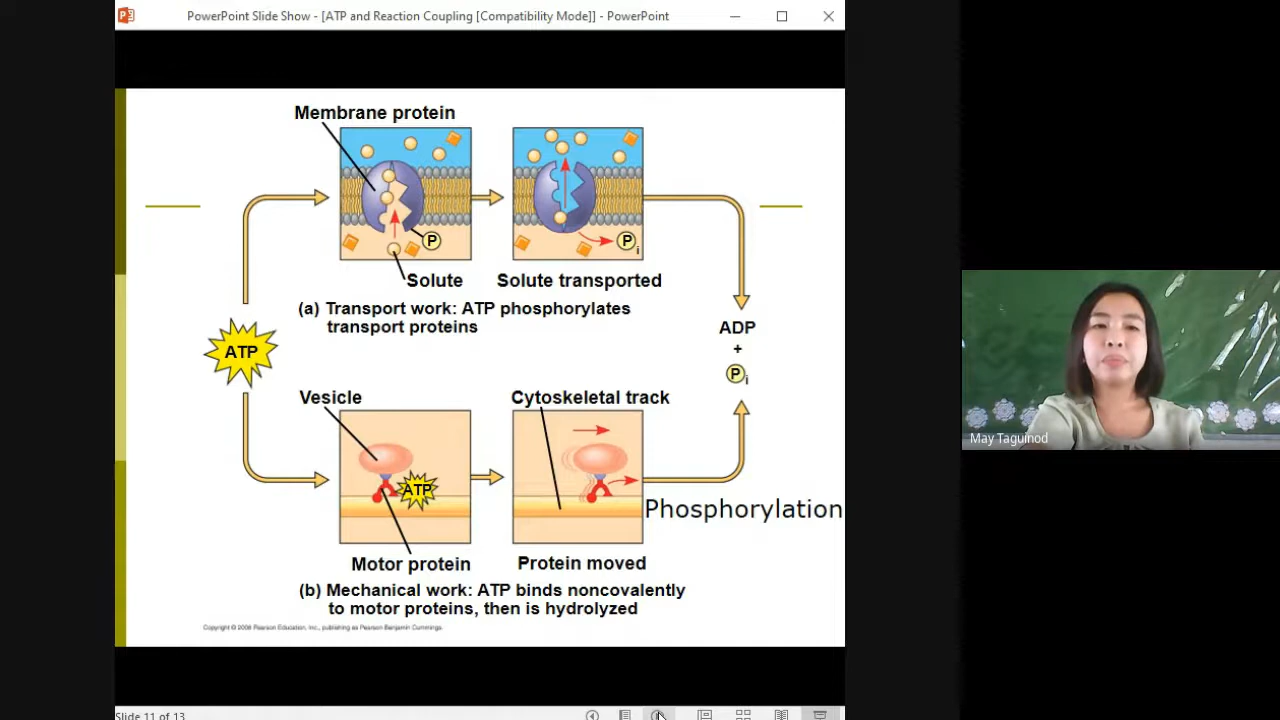 PowerPoint Slide Show - [ATP and Reaction Coupling [Compatibility Mode]] - PowerPoint
Membrane protein
P
P i
Solute
Solute transported
(a) Transport work: ATP phosphorylates
transport proteins
ATP
ADP
+
P i
Vesicle
Cytoskeletal track
ATP
Phosphorylation
Motor protein
Protein moved
(b) Mechanical work: ATP binds noncovalently
to motor proteins, then is hydrolyzed
Copyright © 2008 Pearson Education, Inc., publishing as Pearson Benjamin Cummings.
Slide 11 of 13
May Taguinod